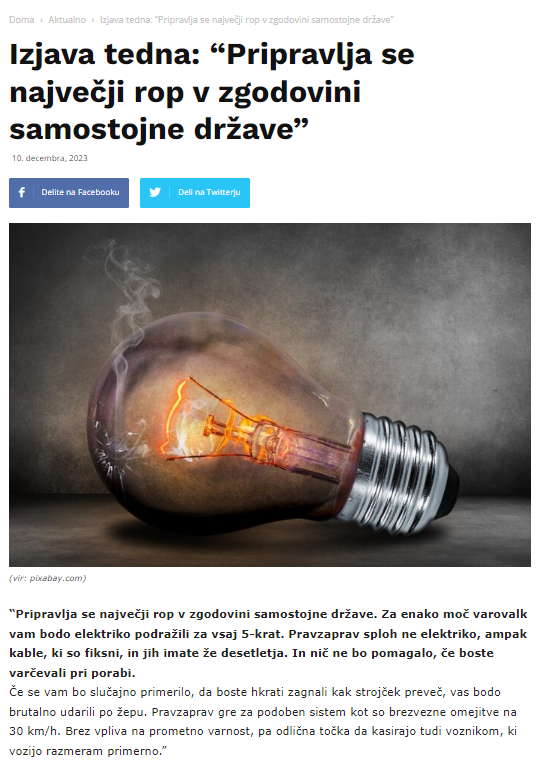 Doma › Aktualno › Izjava tedna: “Pripravlja se največji rop v zgodovini samostojne države”
Izjava tedna: “Pripravlja se
največji rop v zgodovini
samostojne države”
10. decembra, 2023
Delite na Facebooku
Deli na Twitterju
(vir: pixabay.com)
“Pripravlja se največji rop v zgodovini samostojne države. Za enako moč varovalk
vam bodo elektriko podražili za vsaj 5-krat. Pravzaprav sploh ne elektriko, ampak
kable, ki so fiksni, in jih imate že desetletja. In nič ne bo pomagalo, če boste
varčevali pri porabi.
Če se vam bo slučajno primerilo, da boste hkrati zagnali kak strojček preveč, vas bodo
brutalno udarili po žepu. Pravzaprav gre za podoben sistem kot so brezvezne omejitve na
30 km/h. Brez vpliva na prometno varnost, pa odlična točka da kasirajo tudi voznikom, ki
vozijo razmeram primerno.”